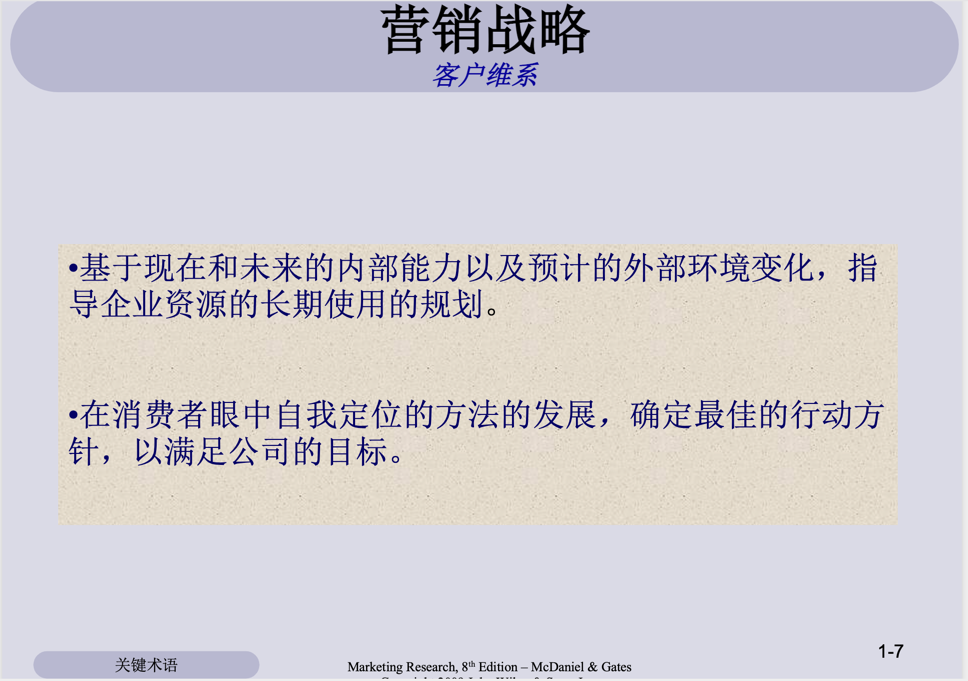 营销战略
客户维系
•基于现在和未来的内部能力以及预计的外部环境变化，指
导企业资源的长期使用的规划。
•在消费者眼中自我定位的方法的发展，确定最佳的行动方
针，以满足公司的目标。
1-7
关键术语
Marketing Research, 8th Edition – McDaniel & Gates